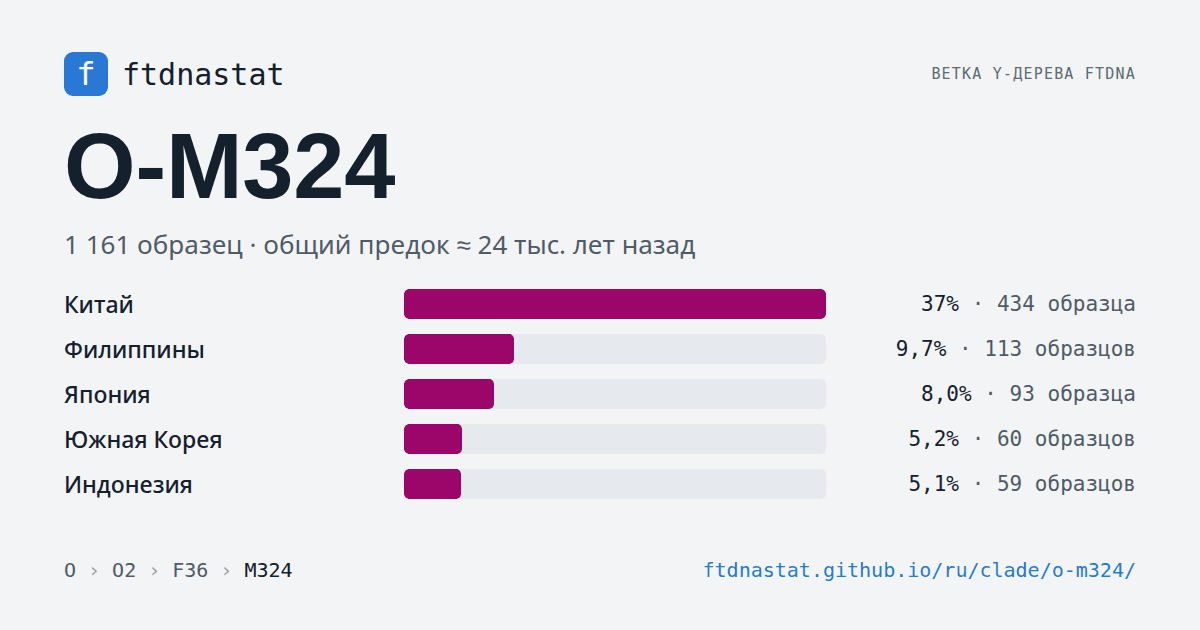 f ftdnastat
ВЕТКА Y-ДЕРЕВА FTDNA
O-M324
1 161 образец · общий предок ≈ 24 тыс. лет назад
Китай 37% · 434 образца
Филиппины 9,7% · 113 образцов
Япония 8,0% · 93 образца
Южная Корея 5,2% · 60 образцов
Индонезия 5,1% · 59 образцов
O › O2 › F36 › M324
ftdnastat.github.io/ru/clade/o-m324/